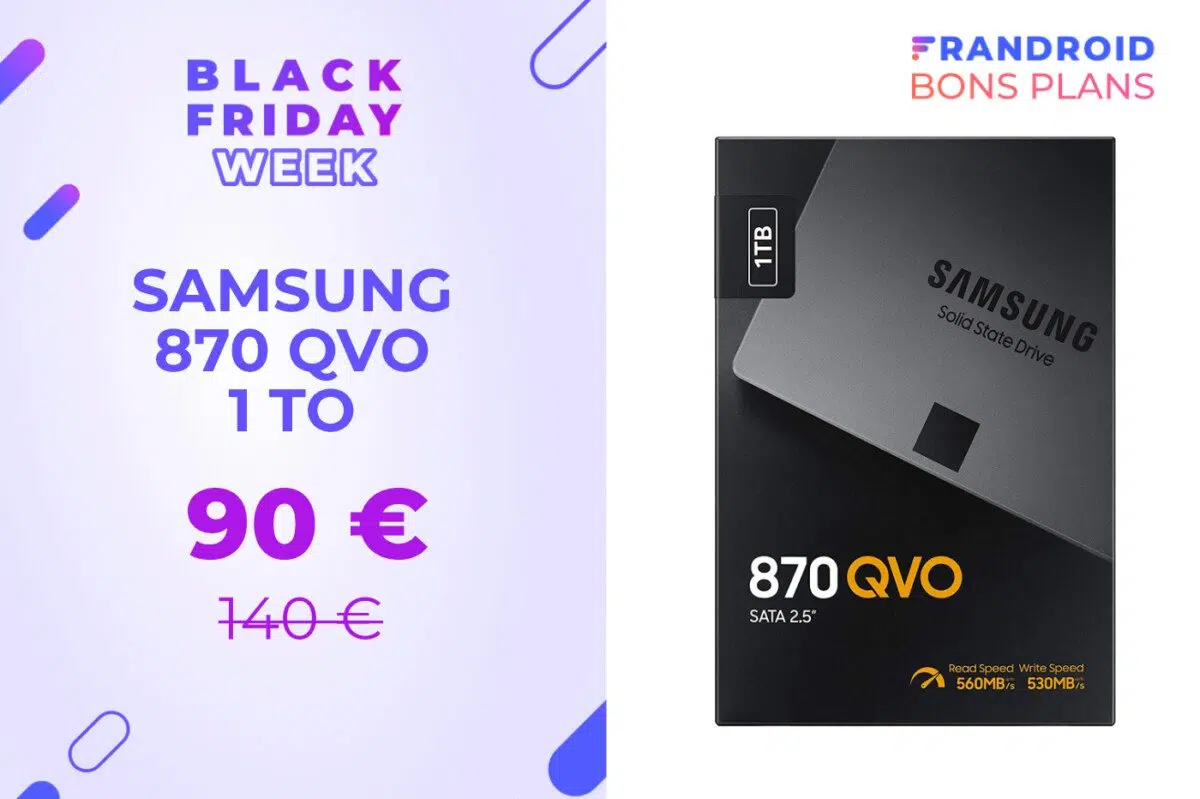 BLACK
FRIDAY
WEEK
SAMSUNG
870 QVO
1 TO
90 €
140 €
FRANDROID
BONS PLANS
1TB
SAMSUNG
Solid State Drive
870 QVO
SATA 2.5"
Read Speed Write Speed
560MB/s 530MB/s